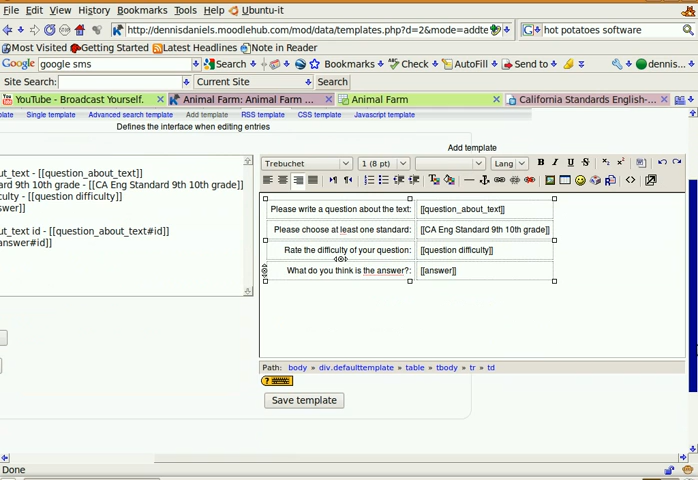 File Edit View History Bookmarks Tools Help Ubuntu-it
http://dennisdaniels.moodlehub.com/mod/data/templates.php?d=2&mode=addte
hot potatoes software
Most Visited Getting Started Latest Headlines Note in Reader
Google google sms Search Bookmarks Check AutoFill Send to dennis...
Site Search: Current Site Search
YouTube - Broadcast Yourself. Animal Farm: Animal Farm ... Animal Farm California Standards English-...
plate Single template Advanced search template Add template RSS template CSS template Javascript template
Defines the interface when editing entries
Add template
Trebuchet 1 (8 pt) Lang B I U S
ut_text - [[question_about_text]]
ard 9th 10th grade - [[CA Eng Standard 9th 10th grade]]
culty - [[question difficulty]]
swer]]
ut_text id - [[question_about_text#id]]
answer#id]]
Please write a question about the text: [[question_about_text]]
Please choose at least one standard: [[CA Eng Standard 9th 10th grade]]
Rate the difficulty of your question: [[question difficulty]]
What do you think is the answer?: [[answer]]
Path: body » div.defaulttemplate » table » tbody » tr » td
Save template
Done